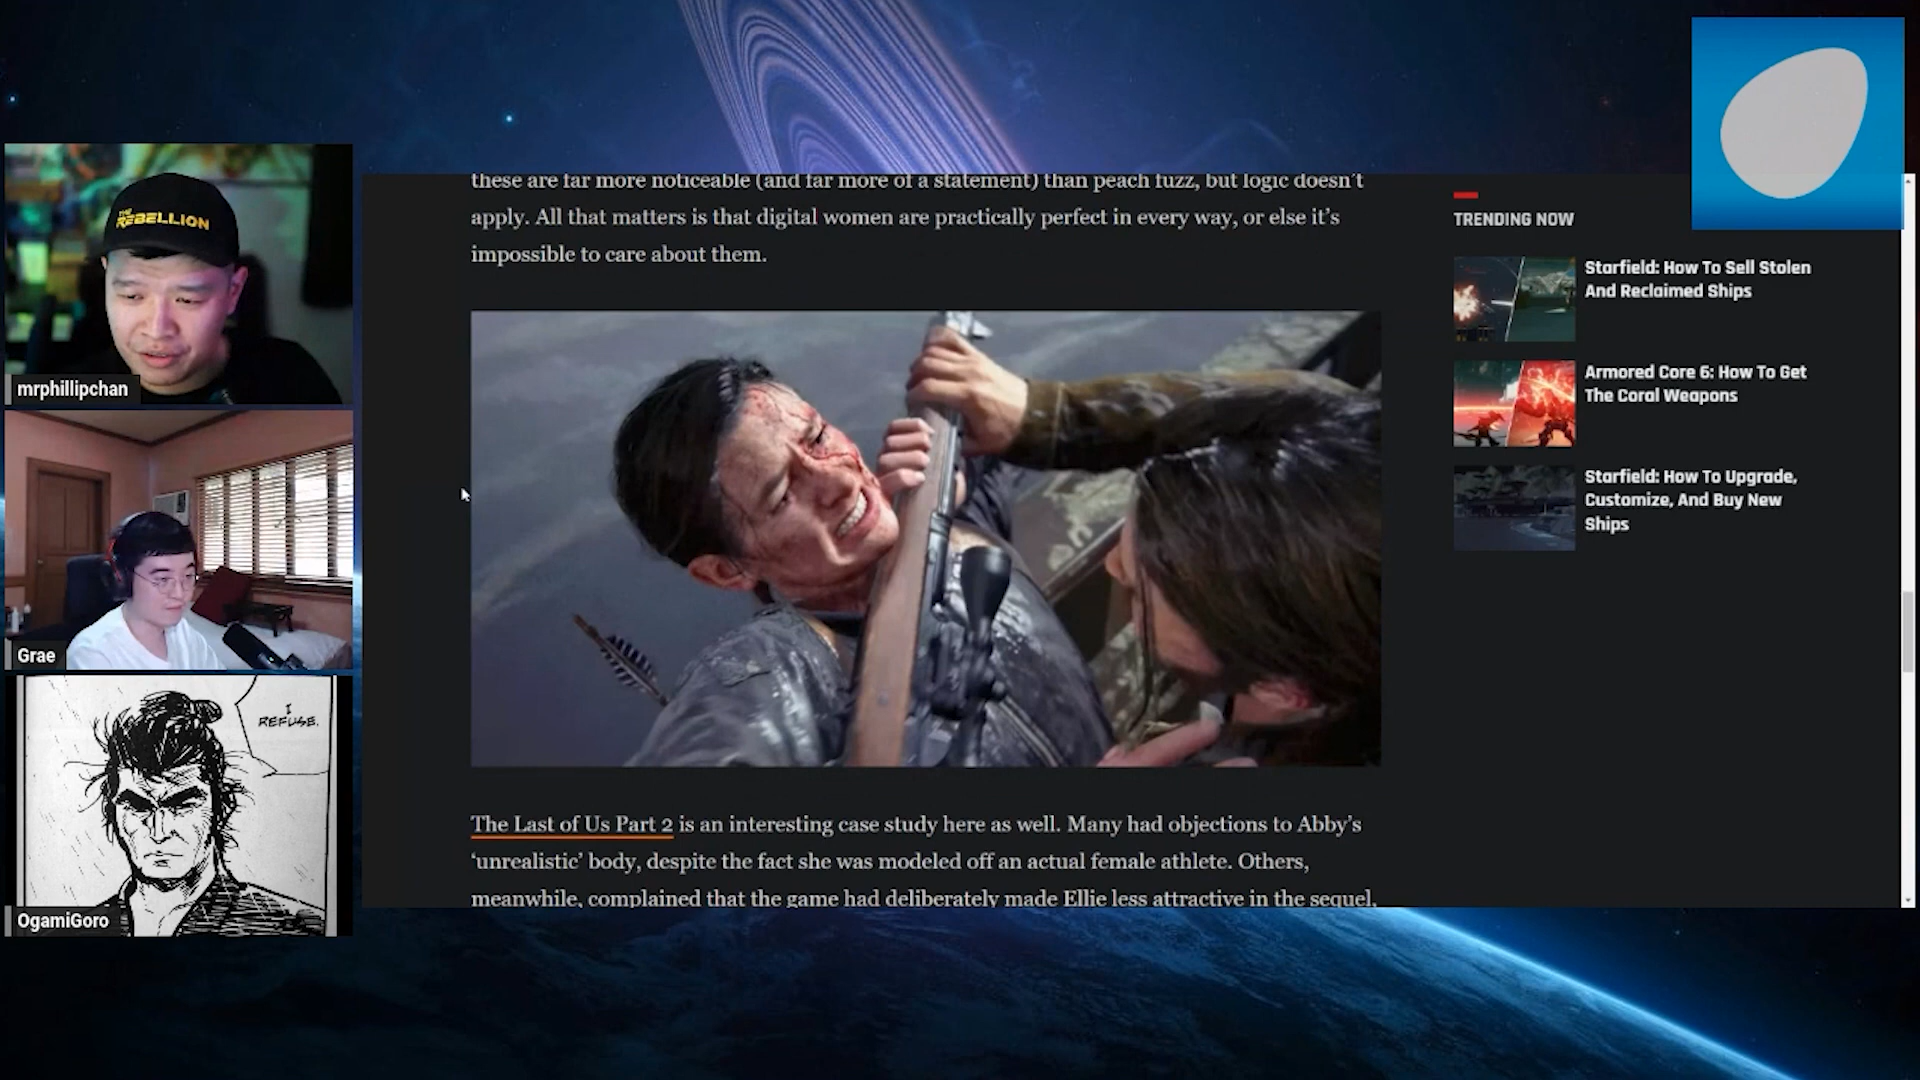 these are far more noticeable (and far more of a statement) than peach fuzz, but logic doesn't
apply. All that matters is that digital women are practically perfect in every way, or else it's
impossible to care about them.
TRENDING NOW
Starfield: How To Sell Stolen
And Reclaimed Ships
Armored Core 6: How To Get
The Coral Weapons
Starfield: How To Upgrade,
Customize, And Buy New
Ships
THE
REBELLION
mrphillipchan
Grae
I
REFUSE.
OgamiGoro
The Last of Us Part 2 is an interesting case study here as well. Many had objections to Abby's
‘unrealistic’ body, despite the fact she was modeled off an actual female athlete. Others,
meanwhile, complained that the game had deliberately made Ellie less attractive in the sequel,